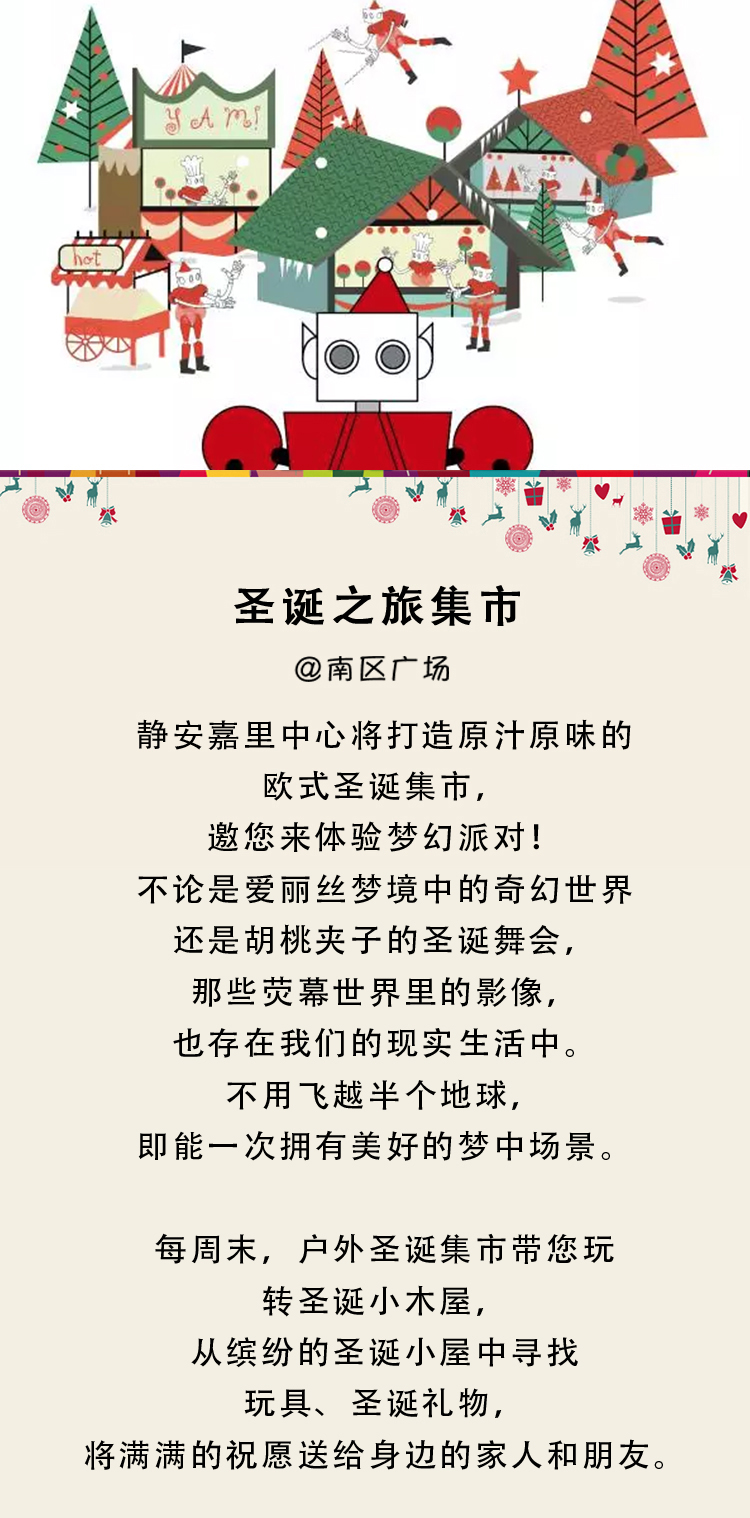 YAM!
hot
圣诞之旅集市
@南区广场
静安嘉里中心将打造原汁原味的
欧式圣诞集市，
邀您来体验梦幻派对！
不论是爱丽丝梦境中的奇幻世界
还是胡桃夹子的圣诞舞会，
那些荧幕世界里的影像，
也存在我们的现实生活中。
不用飞越半个地球，
即能一次拥有美好的梦中场景。
每周末，户外圣诞集市带您玩
转圣诞小木屋，
从缤纷的圣诞小屋中寻找
玩具、圣诞礼物，
将满满的祝愿送给身边的家人和朋友。